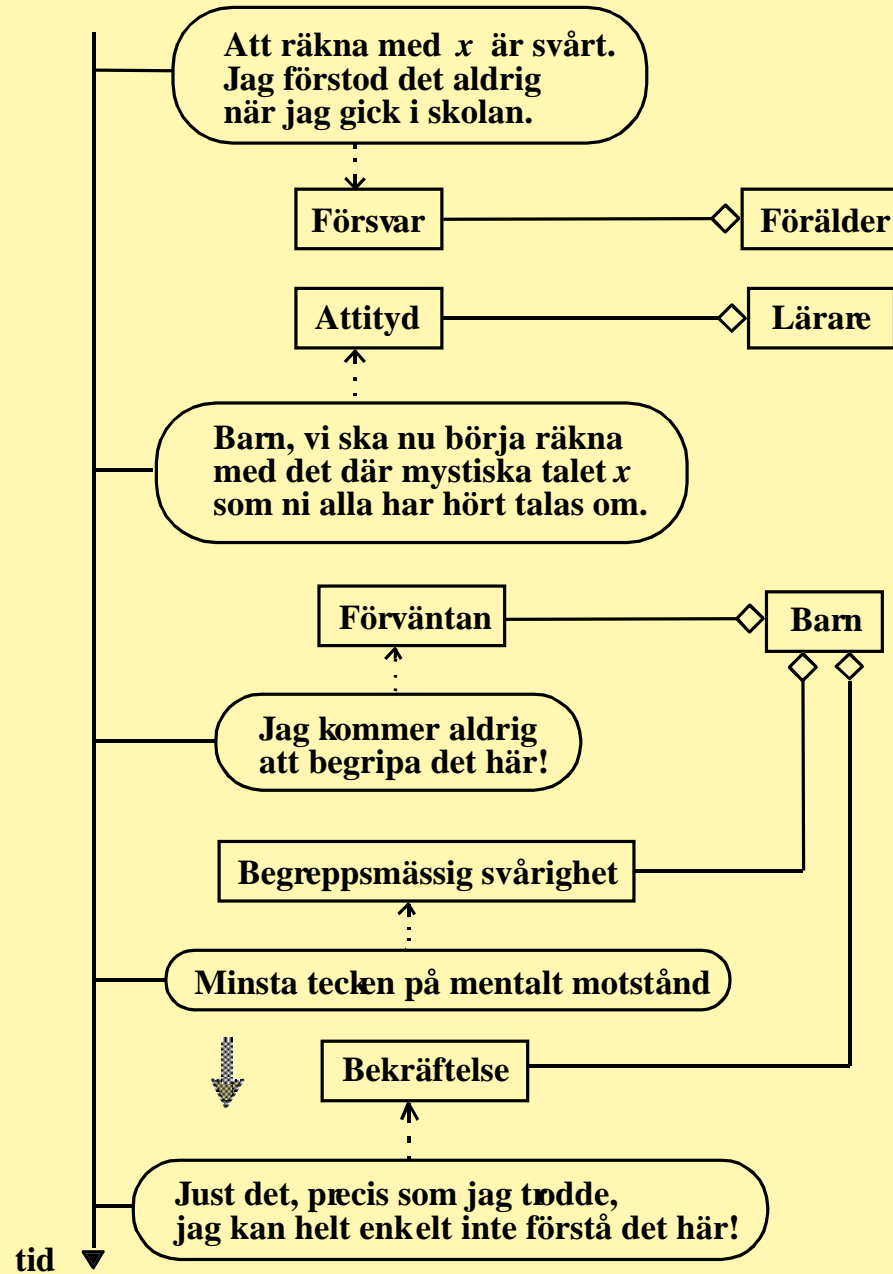 Att räkna med x är svårt.
Jag förstod det aldrig
när jag gick i skolan.
Försvar
Förälder
Attityd
Lärare
Barn, vi ska nu börja räkna
med det där mystiska talet x
som ni alla har hört talas om.
Förväntan
Barn
Jag kommer aldrig
att begripa det här!
Begreppsmässig svårighet
Minsta tecken på mentalt motstånd
Bekräftelse
Just det, precis som jag trodde,
jag kan helt enkelt inte förstå det här!
tid